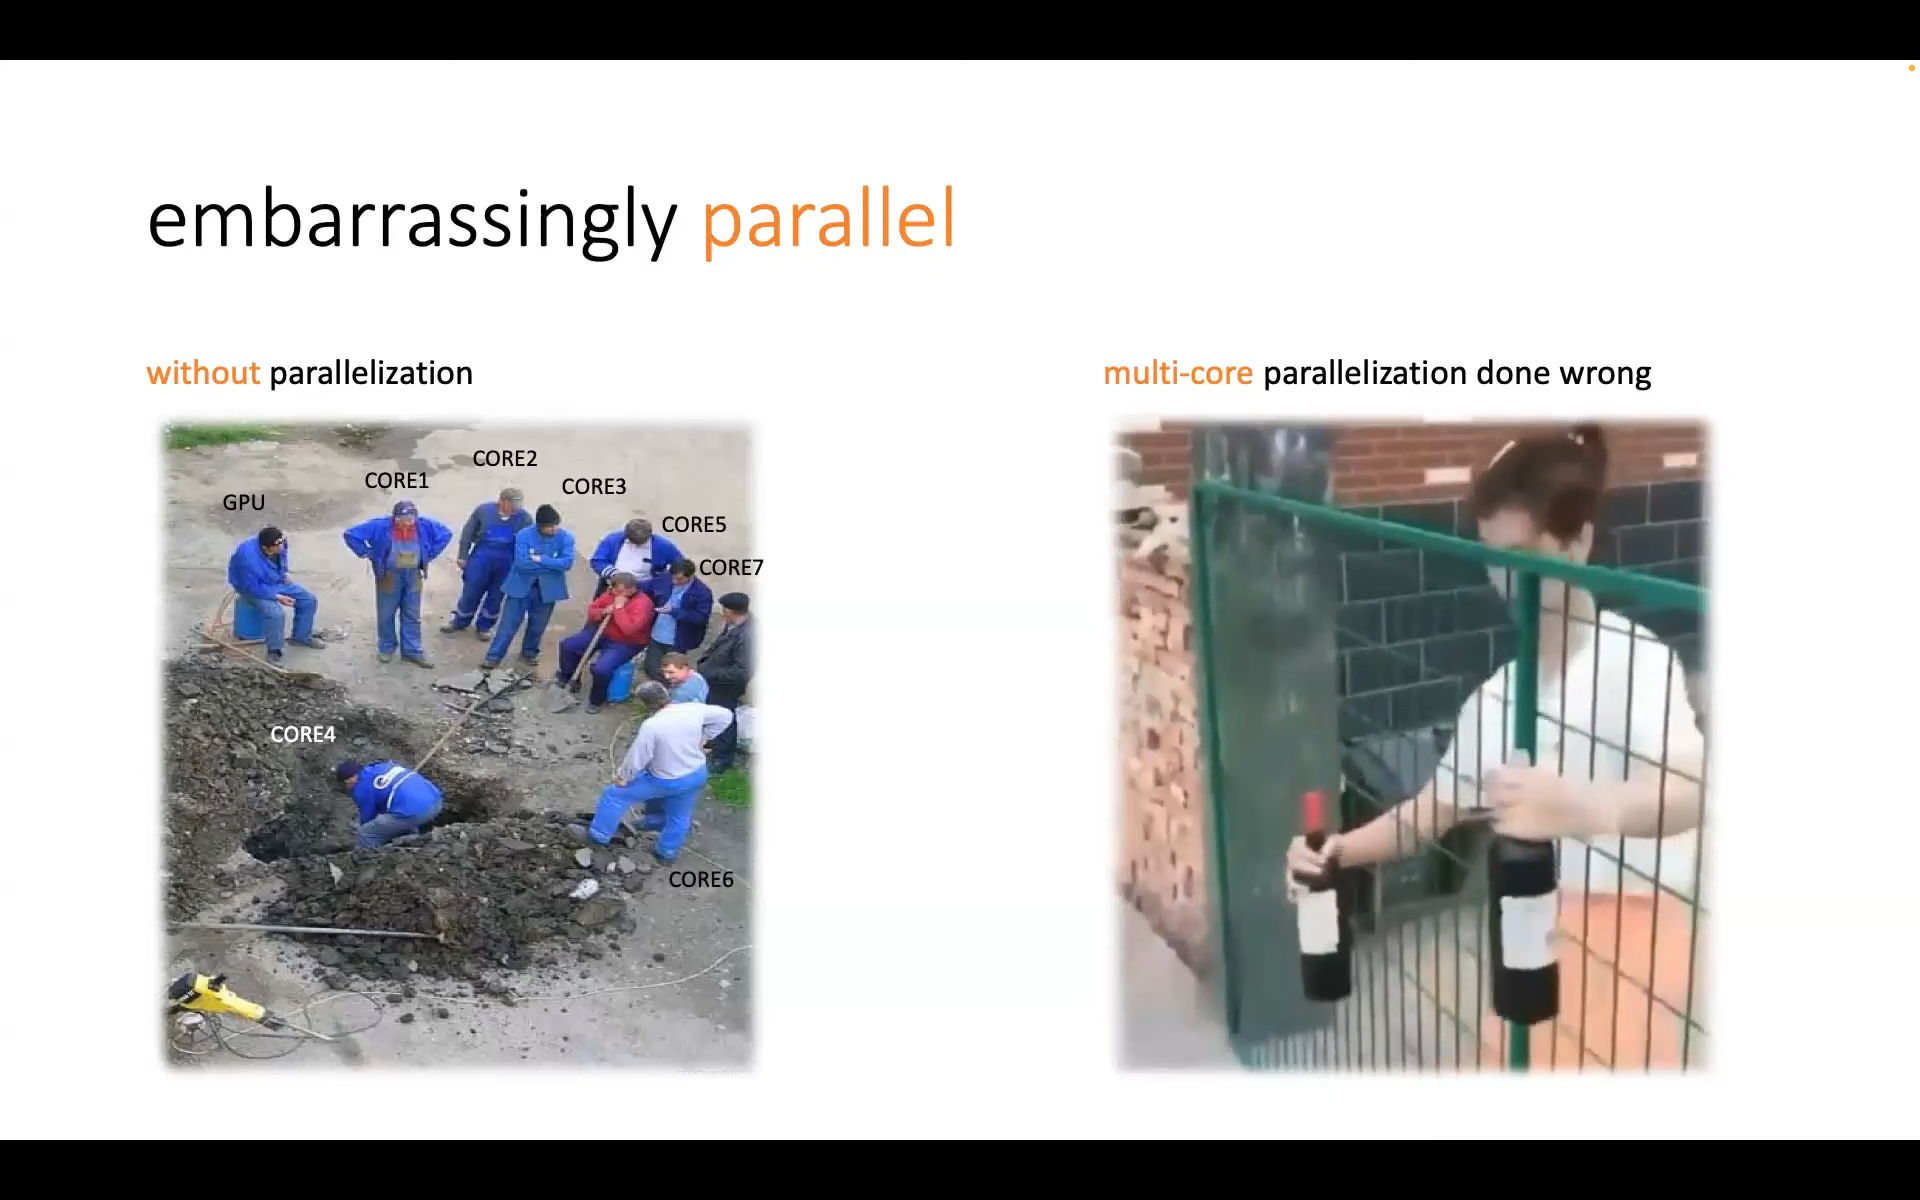 embarrassingly parallel
without parallelization
multi-core parallelization done wrong
CORE2
CORE1
CORE3
GPU
CORE5
CORE7
CORE4
CORE6